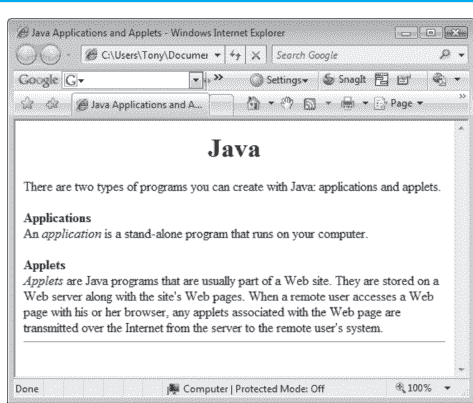 Java Applications and Applets - Windows Internet Explorer
C:\Users\Tony\Documer Search Google
Google G Settings SnagIt
Java Applications and A... Page
Java
There are two types of programs you can create with Java: applications and applets.
Applications
An application is a stand-alone program that runs on your computer.
Applets
Applets are Java programs that are usually part of a Web site. They are stored on a
Web server along with the site's Web pages. When a remote user accesses a Web
page with his or her browser, any applets associated with the Web page are
transmitted over the Internet from the server to the remote user's system.
Done Computer | Protected Mode: Off 100%